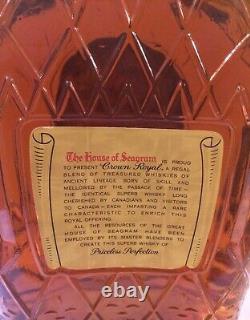 The House of Seagram IS PROUD
TO PRESENT Crown Royal, A REGAL
BLEND OF TREASURED WHISKIES OF
ANCIENT LINEAGE BORN OF SKILL AND
MELLOWED BY THE PASSAGE OF TIME —
THE IDENTICAL SUPERB WHISKY LONG
CHERISHED BY CANADIANS AND VISITORS
TO CANADA — EACH IMPARTING A RARE
CHARACTERISTIC TO ENRICH THIS
ROYAL OFFERING.
ALL THE RESOURCES OF THE GREAT
HOUSE OF SEAGRAM HAVE BEEN
EMPLOYED BY ITS MASTER BLENDERS TO
CREATE THIS SUPERB WHISKY OF
Priceless Perfection